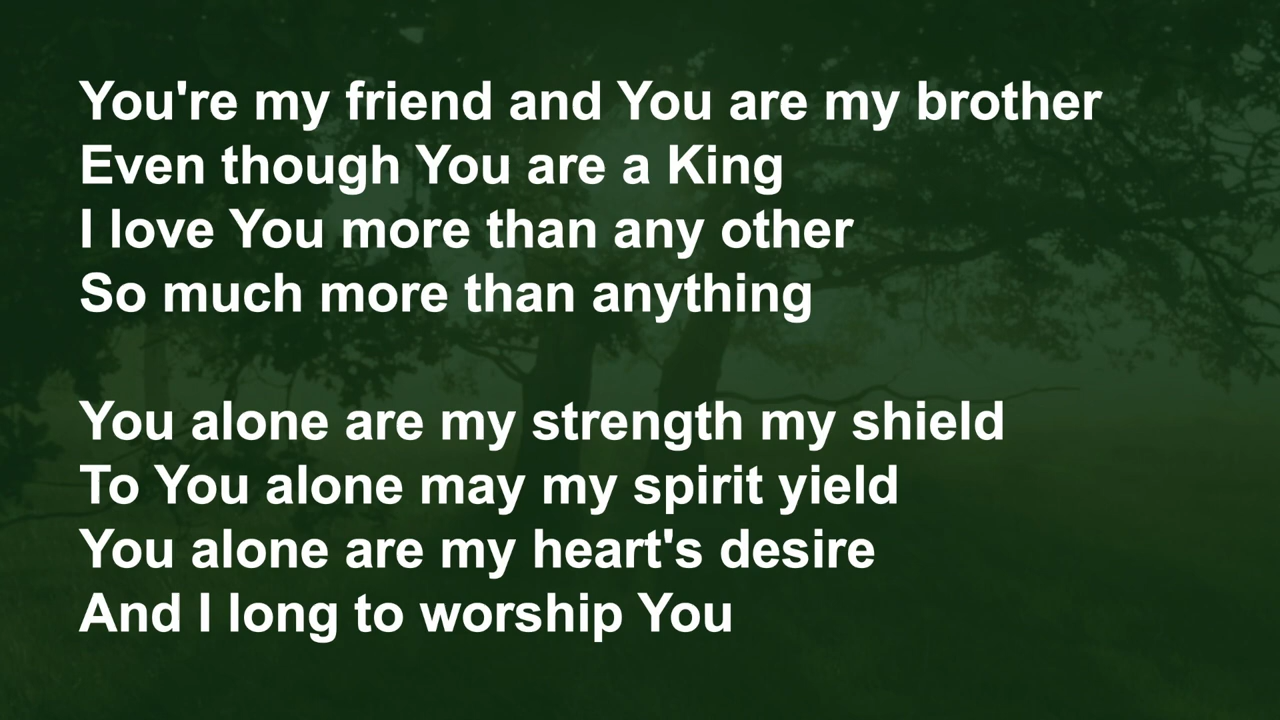 You're my friend and You are my brother
Even though You are a King
I love You more than any other
So much more than anything

You alone are my strength my shield
To You alone may my spirit yield
You alone are my heart's desire
And I long to worship You